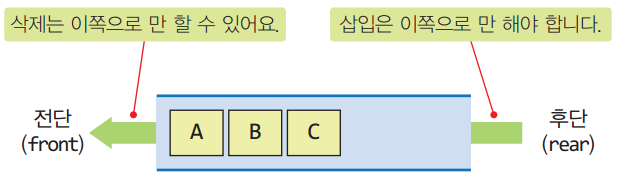 삭제는 이쪽으로 만 할 수 있어요.
삽입은 이쪽으로 만 해야 합니다.
전단
(front)
A B C
후단
(rear)